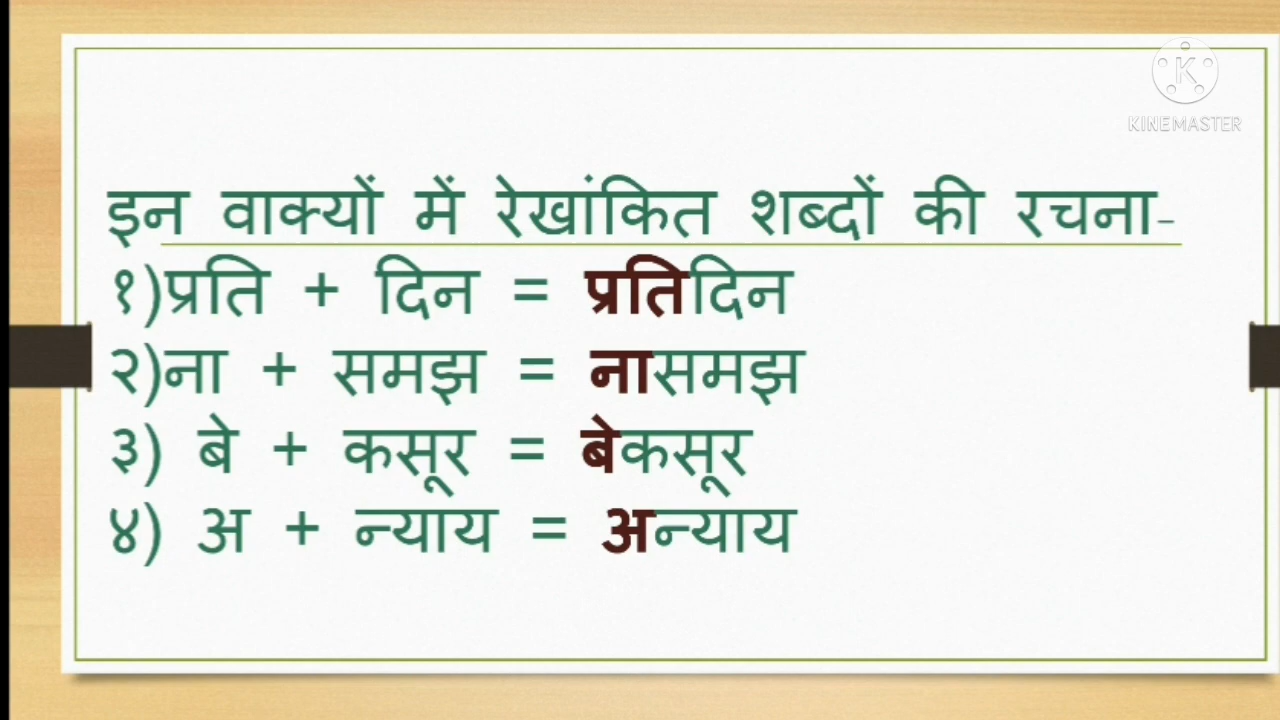 KINEMASTER
इन वाक्यों में रेखांकित शब्दों की रचना-
१)प्रति + दिन = प्रतिदिन
२)ना + समझ = नासमझ
३) बे + कसूर = बेकसूर
४) अ + न्याय = अन्याय